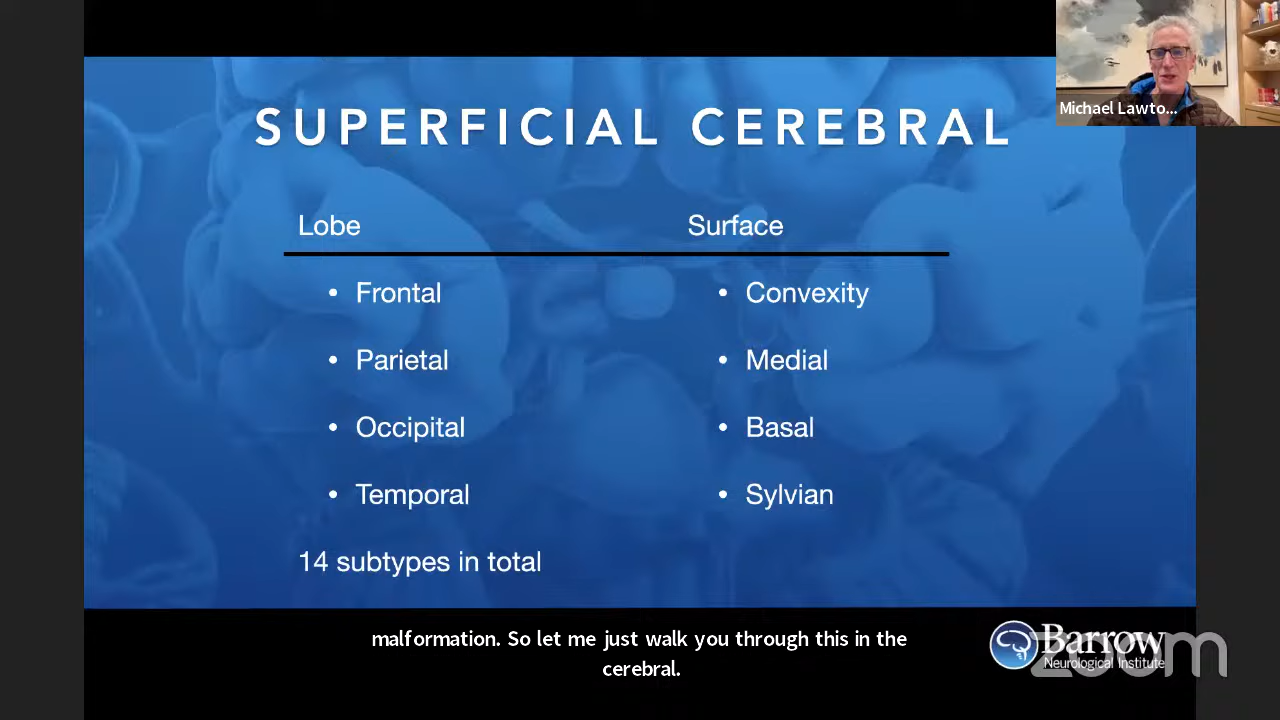 Michael Lawto...
SUPERFICIAL CEREBRAL
Lobe
Surface
• Frontal
• Convexity
• Parietal
• Medial
• Occipital
• Basal
• Temporal
• Sylvian
14 subtypes in total
malformation. So let me just walk you through this in the
cerebral.
Barrow
Neurological Institute
zoom